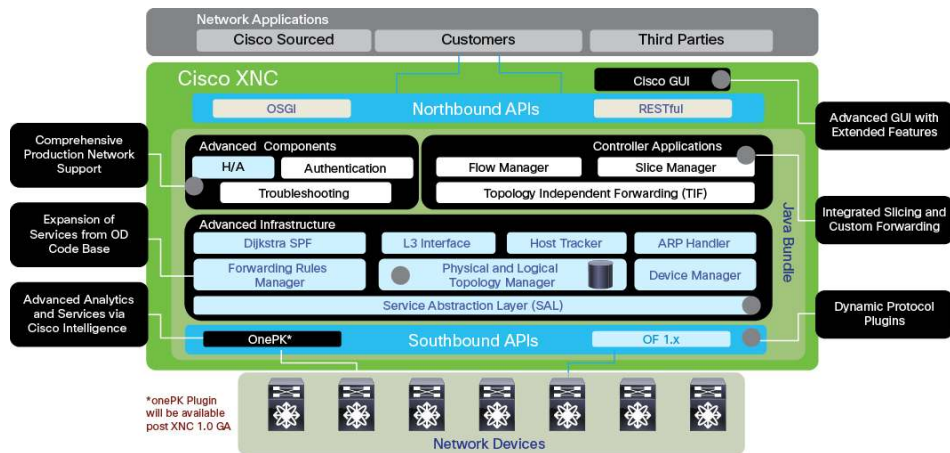 Network Applications
Cisco Sourced
Customers
Third Parties
Cisco XNC
Cisco GUI
OSGI
Northbound APIs
RESTful
Advanced GUI with
Extended Features
Comprehensive
Production Network
Support
Advanced Components
H/A
Authentication
Troubleshooting
Controller Applications
Flow Manager
Slice Manager
Topology Independent Forwarding (TIF)
Java Bundle
Integrated Slicing and
Custom Forwarding
Expansion of
Services from OD
Code Base
Advanced Infrastructure
Dijkstra SPF
L3 Interface
Host Tracker
ARP Handler
Forwarding Rules
Manager
Physical and Logical
Topology Manager
Device Manager
Service Abstraction Layer (SAL)
Advanced Analytics
and Services via
Cisco Intelligence
Dynamic Protocol
Plugins
OnePK*
Southbound APIs
OF 1.x
*onePK Plugin
will be available
post XNC 1.0 GA
Network Devices